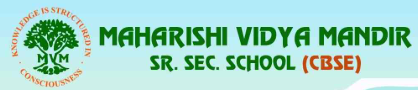 KNOWLEDGE IS STRUCTURED IN
CONSCIOUSNESS
MVM
MAHARISHI VIDYA MANDIR
SR. SEC. SCHOOL (CBSE)